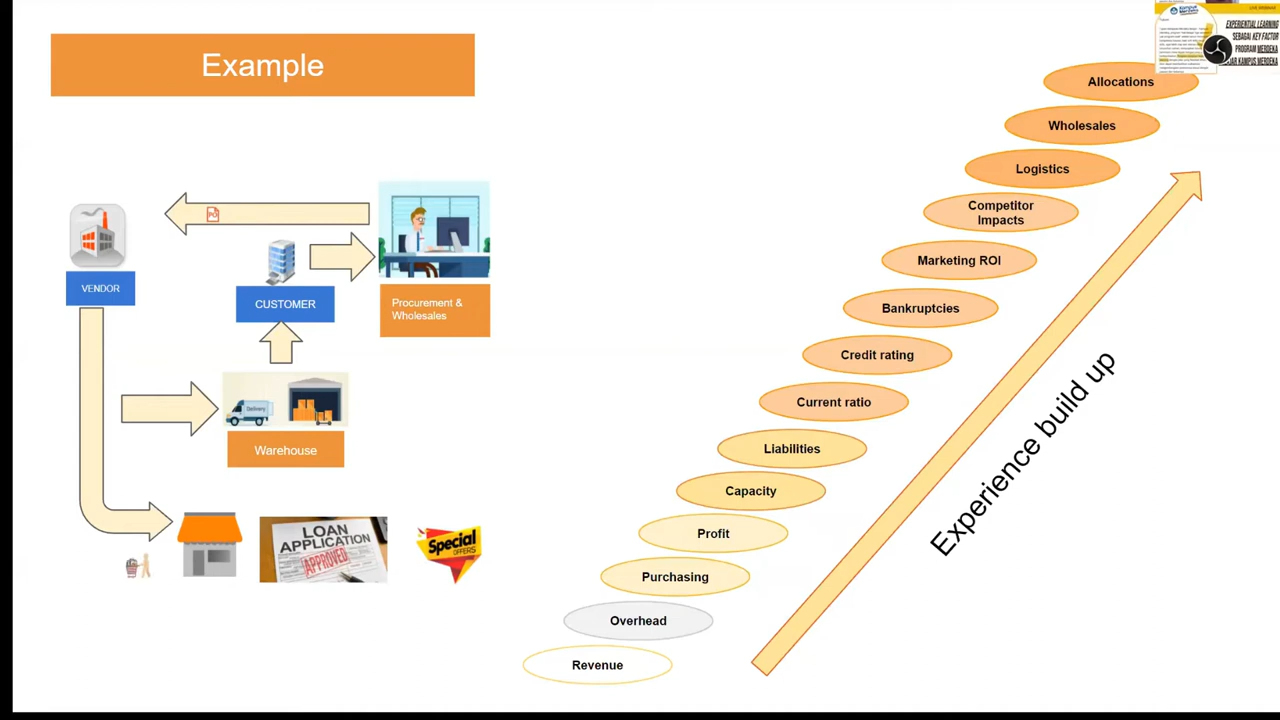 Example
EXPERIENTIAL LEARNING
SEBAGAI KEY FACTOR
PROGRAM MERDEKA
KAMPUS MERDEKA
Allocations
Wholesales
Logistics
Competitor
Impacts
Marketing ROI
Bankruptcies
Credit rating
Current ratio
Liabilities
Capacity
Profit
Purchasing
Overhead
Revenue
Experience build up
PO
VENDOR
CUSTOMER
Procurement &
Wholesales
Delivery
Warehouse
LOAN
APPLICATION
APPROVED
Special
OFFERS